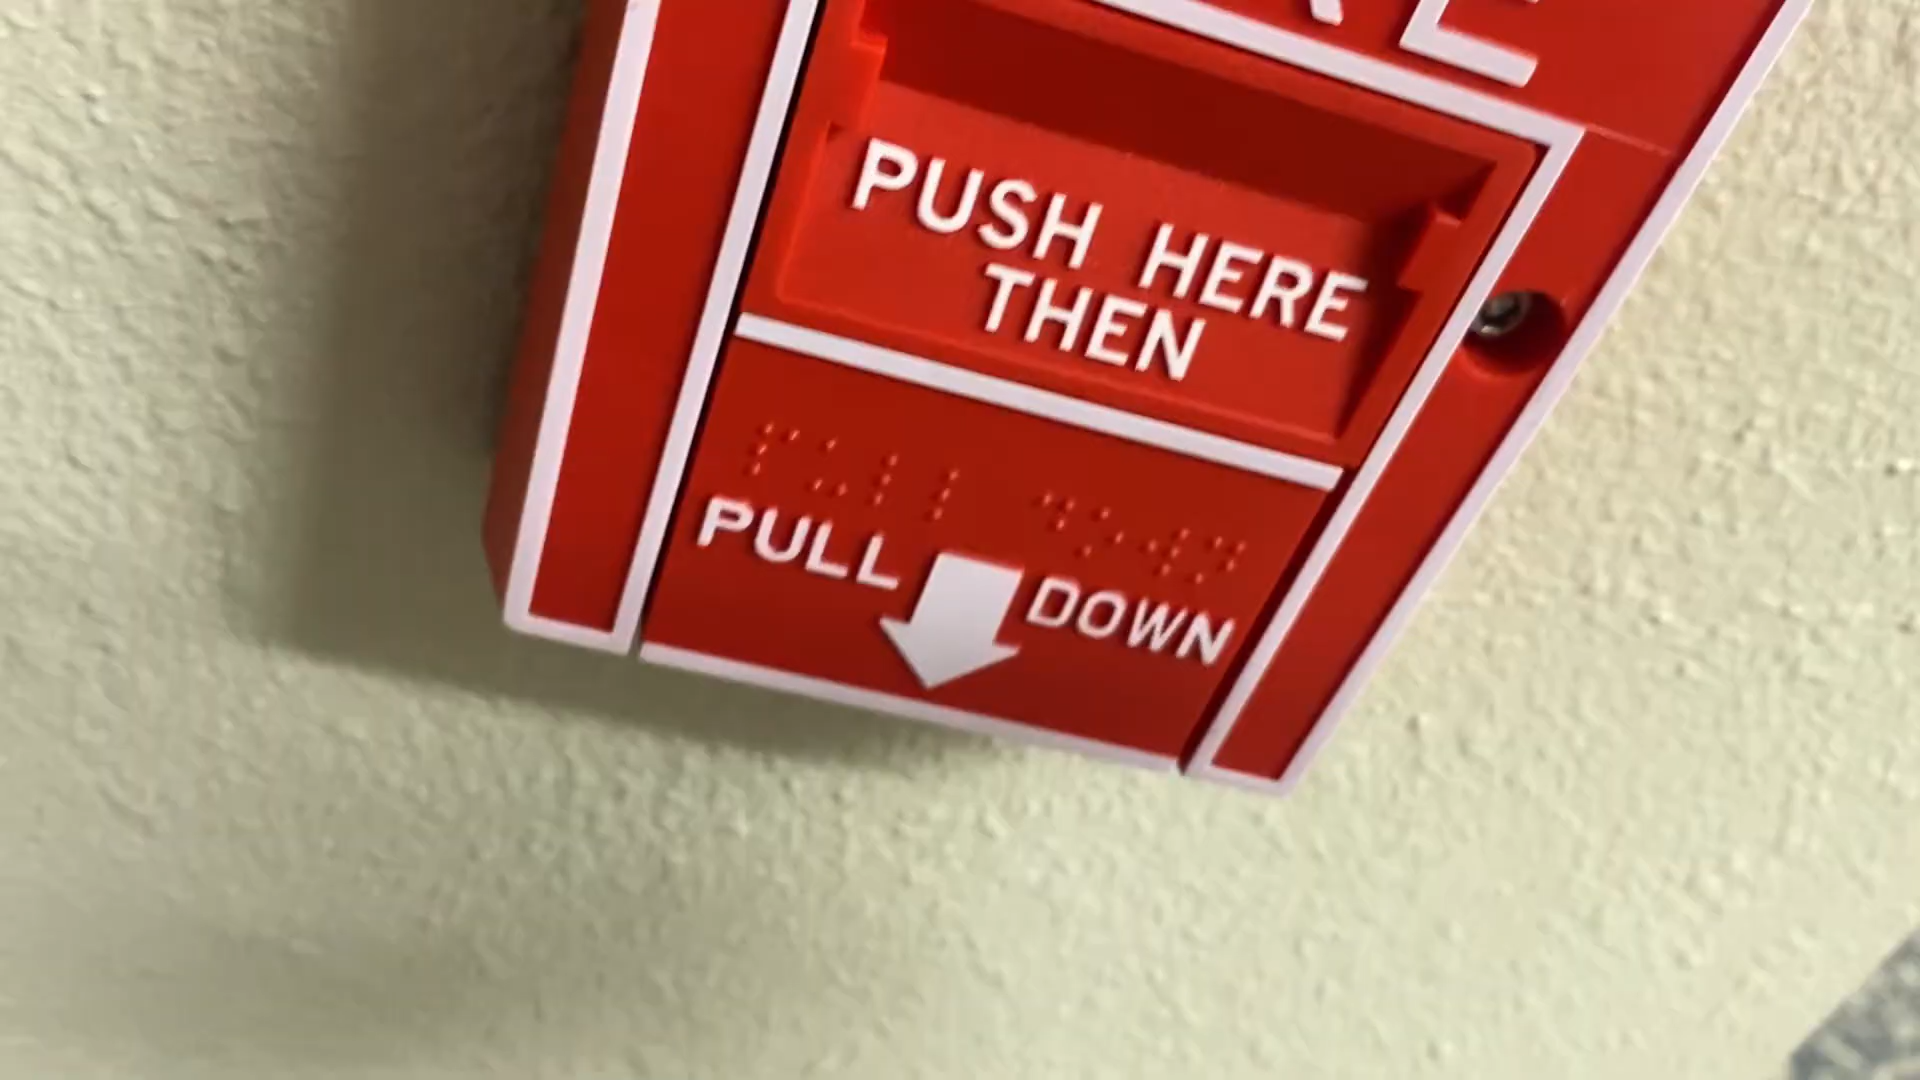 PUSH HERE
THEN
⠏⠥⠇⠇ ⠙⠕⠺⠝
PULL DOWN